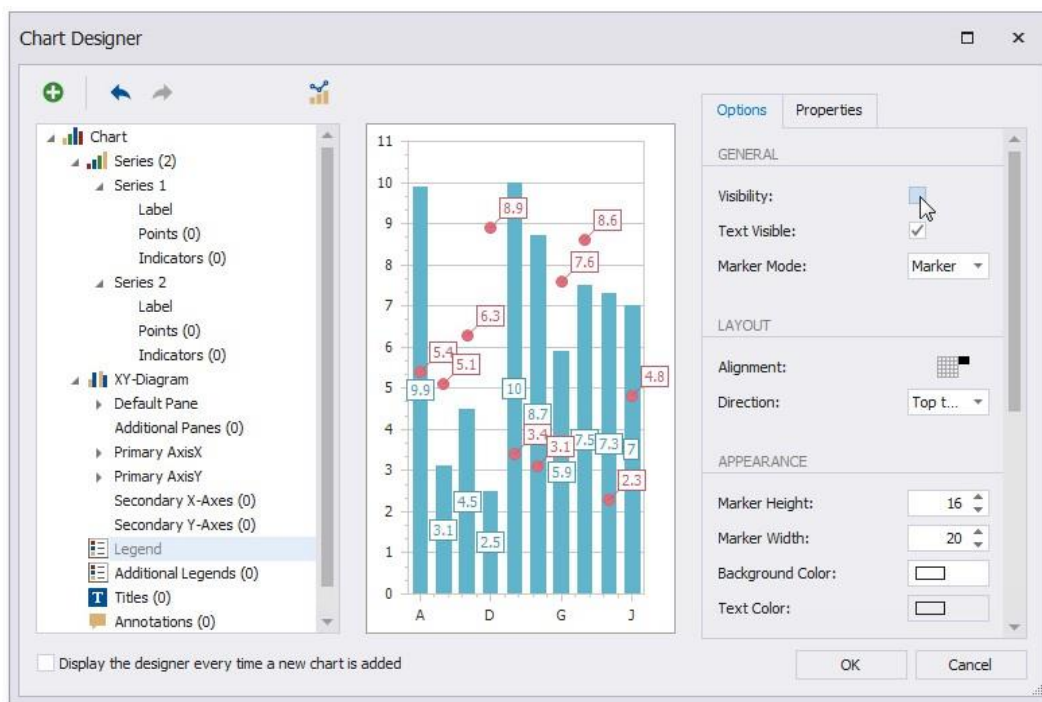 Chart Designer
Chart
Series (2)
Series 1
Label
Points (0)
Indicators (0)
Series 2
Label
Points (0)
Indicators (0)
XY-Diagram
Default Pane
Additional Panes (0)
Primary AxisX
Primary AxisY
Secondary X-Axes (0)
Secondary Y-Axes (0)
Legend
Additional Legends (0)
T Titles (0)
Annotations (0)
11
10
9
8
7
6
5
4
3
2
1
0
8.9
8.6
7.6
6.3
5.4
5.1
4.8
9.9
10
8.7
3.4
3.1
7.5
7.3
7
5.9
2.3
4.5
3.1
2.5
A D G J
Options Properties
GENERAL
Visibility:
Text Visible:
Marker Mode: Marker
LAYOUT
Alignment:
Direction: Top t...
APPEARANCE
Marker Height: 16
Marker Width: 20
Background Color:
Text Color:
Display the designer every time a new chart is added
OK Cancel